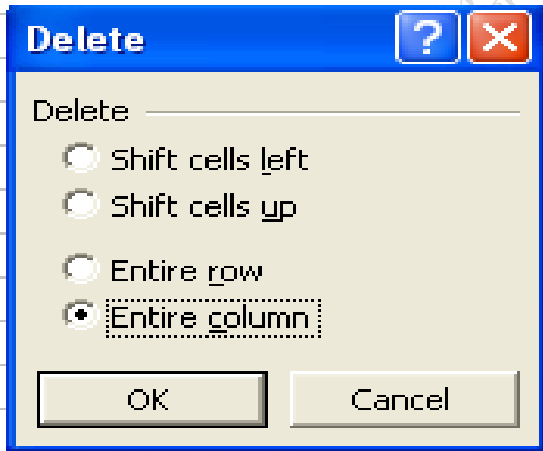 Delete
Delete
Shift cells left
Shift cells up
Entire row
Entire column
OK Cancel